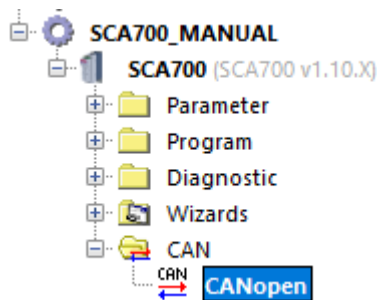 SCA700_MANUAL
SCA700 (SCA700 v1.10.X)
Parameter
Program
Diagnostic
Wizards
CAN
CAN CANopen